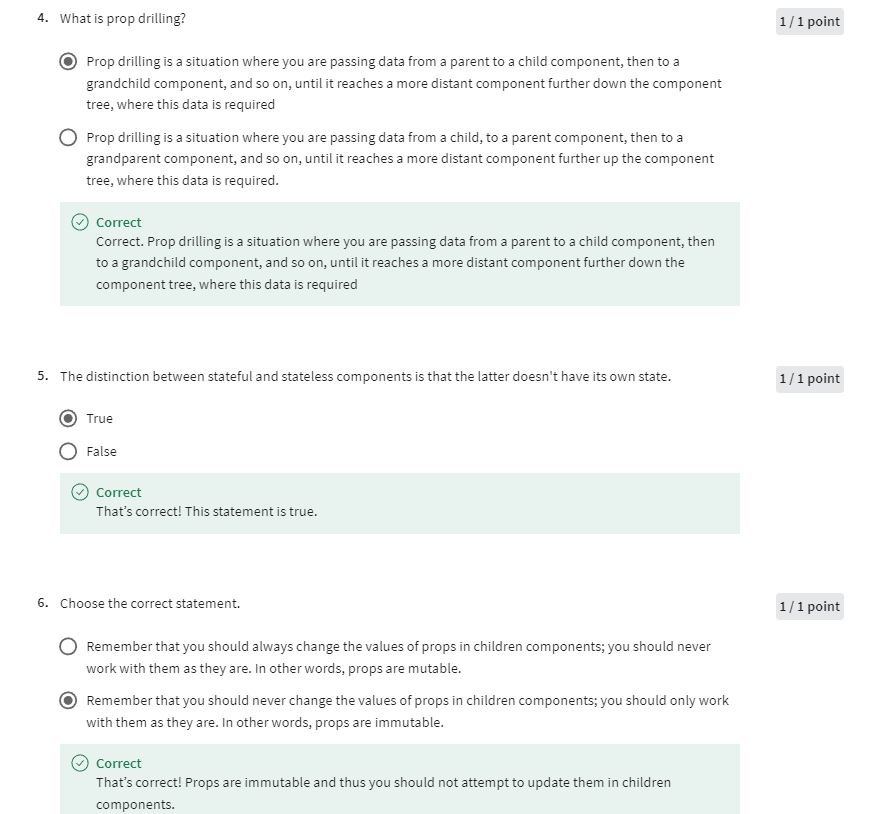 4. What is prop drilling?
1 / 1 point
Prop drilling is a situation where you are passing data from a parent to a child component, then to a
grandchild component, and so on, until it reaches a more distant component further down the component
tree, where this data is required
Prop drilling is a situation where you are passing data from a child, to a parent component, then to a
grandparent component, and so on, until it reaches a more distant component further up the component
tree, where this data is required.
Correct
Correct. Prop drilling is a situation where you are passing data from a parent to a child component, then
to a grandchild component, and so on, until it reaches a more distant component further down the
component tree, where this data is required
5. The distinction between stateful and stateless components is that the latter doesn't have its own state.
1 / 1 point
True
False
Correct
That's correct! This statement is true.
6. Choose the correct statement.
1 / 1 point
Remember that you should always change the values of props in children components; you should never
work with them as they are. In other words, props are mutable.
Remember that you should never change the values of props in children components; you should only work
with them as they are. In other words, props are immutable.
Correct
That's correct! Props are immutable and thus you should not attempt to update them in children
components.